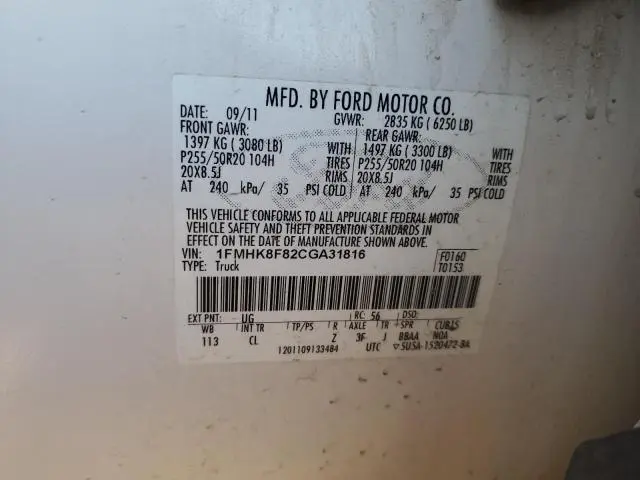 MFD. BY FORD MOTOR CO.
DATE: 09/11 GVWR: 2835 KG ( 6250 LB)
FRONT GAWR: REAR GAWR:
1397 KG ( 3080 LB) WITH 1497 KG ( 3300 LB) WITH
P255/50R20 104H TIRES P255/50R20 104H TIRES
20X8.5J RIMS 20X8.5J RIMS
AT 240 kPa/ 35 PSI COLD AT 240 kPa/ 35 PSI COLD
THIS VEHICLE CONFORMS TO ALL APPLICABLE FEDERAL MOTOR
VEHICLE SAFETY AND THEFT PREVENTION STANDARDS IN
EFFECT ON THE DATE OF MANUFACTURE SHOWN ABOVE.
VIN: 1FMHK8F82CGA31816 F0160
TYPE: Truck T0153
EXT PNT: UG RC: 56 DSO:
WB INT TR TP/PS R AXLE TR SPR
113 CL Z 3F J BBAA NQA
1201109133484 UTC ▽5U5A-1520472-BA